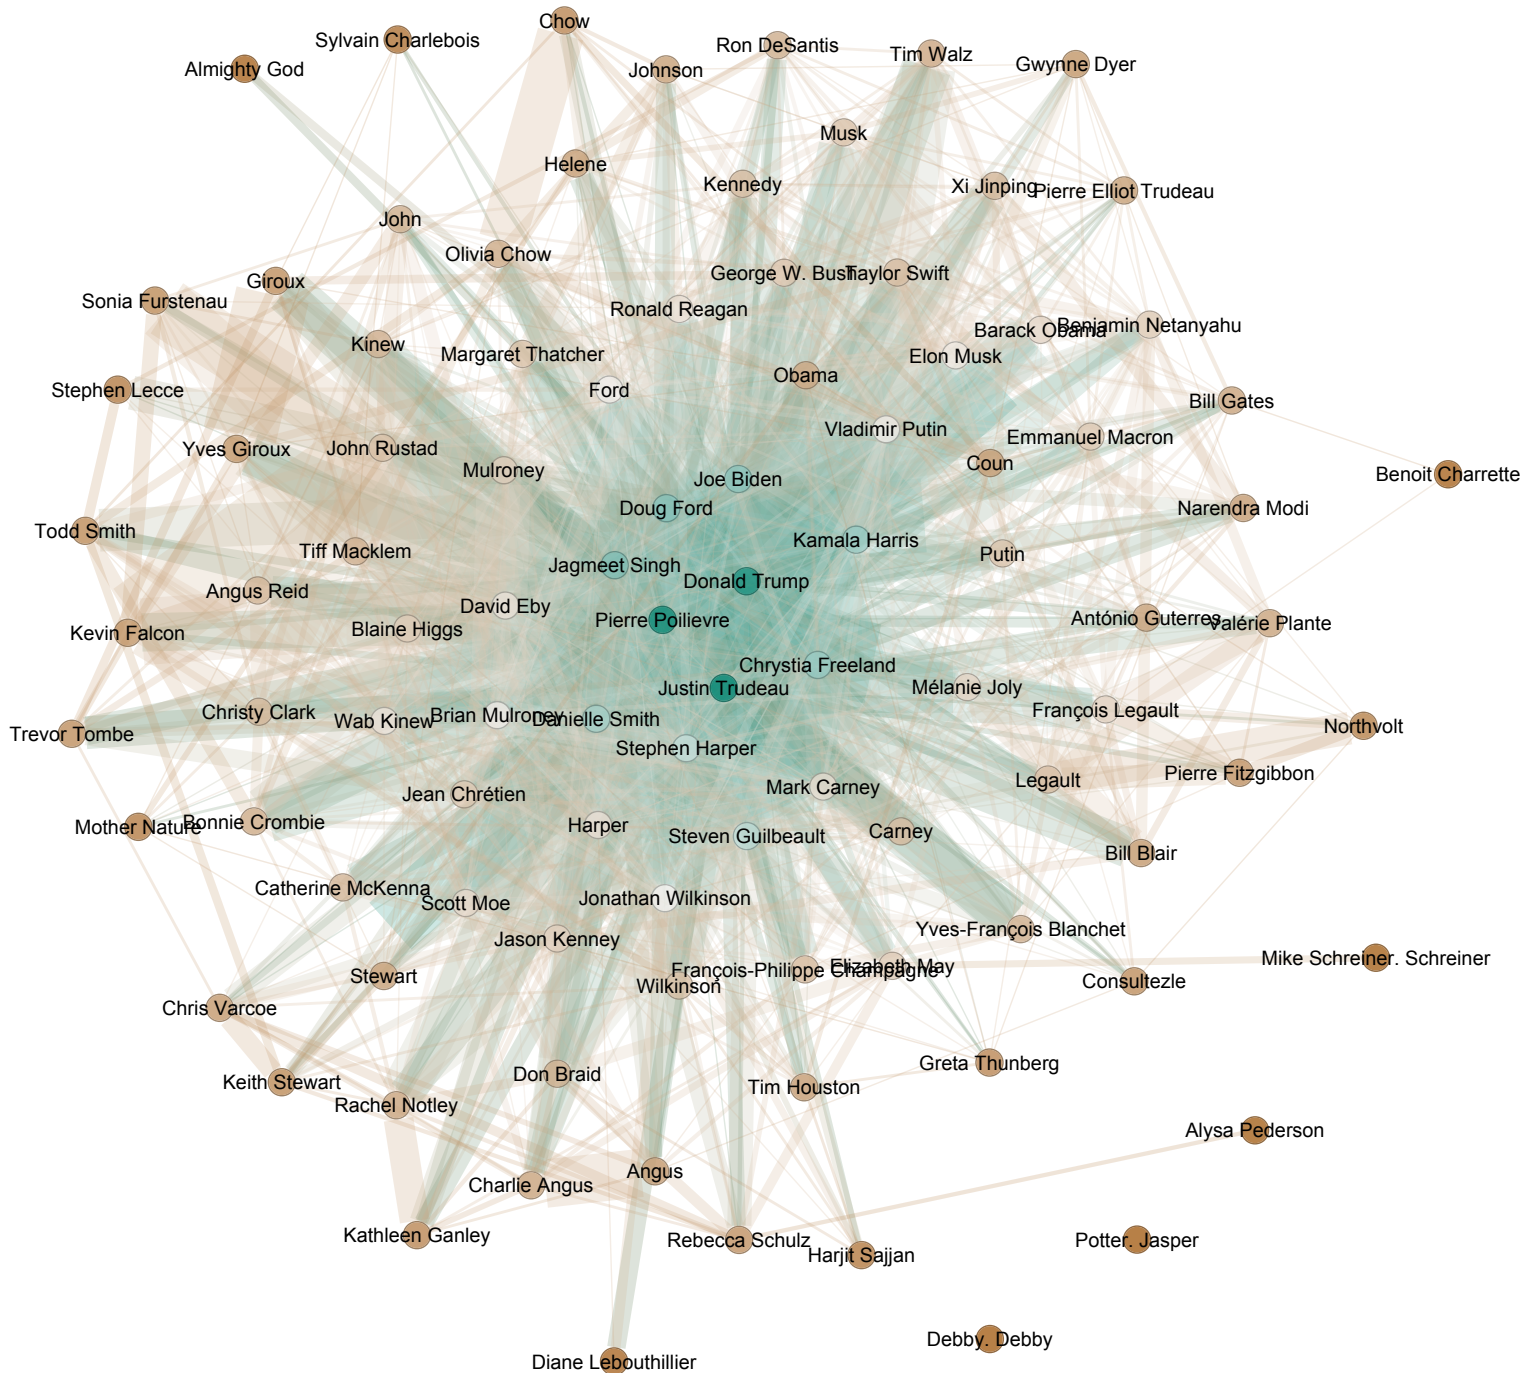 Chow
Sylvain Charlebois
Ron DeSantis
Tim Walz
Almighty God
Johnson
Gwynne Dyer
Musk
Helene
Kennedy
Xi Jinping
Pierre Elliot Trudeau
John
Olivia Chow
Giroux
George W. Bush
Taylor Swift
Sonia Furstenau
Ronald Reagan
Barack Obama
Benjamin Netanyahu
Kinew
Margaret Thatcher
Elon Musk
Stephen Lecce
Ford
Obama
Bill Gates
Vladimir Putin
Emmanuel Macron
Yves Giroux
John Rustad
Mulroney
Coun
Benoit Charrette
Joe Biden
Doug Ford
Narendra Modi
Todd Smith
Kamala Harris
Tiff Macklem
Putin
Jagmeet Singh
Donald Trump
Angus Reid
David Eby
Pierre Poilievre
António Guterres
Valérie Plante
Kevin Falcon
Blaine Higgs
Chrystia Freeland
Justin Trudeau
Mélanie Joly
Christy Clark
Wab Kinew
Brian Mulroney
Danielle Smith
François Legault
Northvolt
Trevor Tombe
Stephen Harper
Pierre Fitzgibbon
Legault
Mark Carney
Jean Chrétien
Mother Nature
Bonnie Crombie
Harper
Steven Guilbeault
Carney
Bill Blair
Catherine McKenna
Scott Moe
Jonathan Wilkinson
Jason Kenney
Yves-François Blanchet
Mike Schreiner. Schreiner
François-Philippe Champagne
Elizabeth May
Stewart
Wilkinson
Consultezle
Chris Varcoe
Greta Thunberg
Don Braid
Keith Stewart
Tim Houston
Rachel Notley
Alysa Pederson
Angus
Charlie Angus
Kathleen Ganley
Rebecca Schulz
Potter. Jasper
Harjit Sajjan
Debby. Debby
Diane Lebouthillier